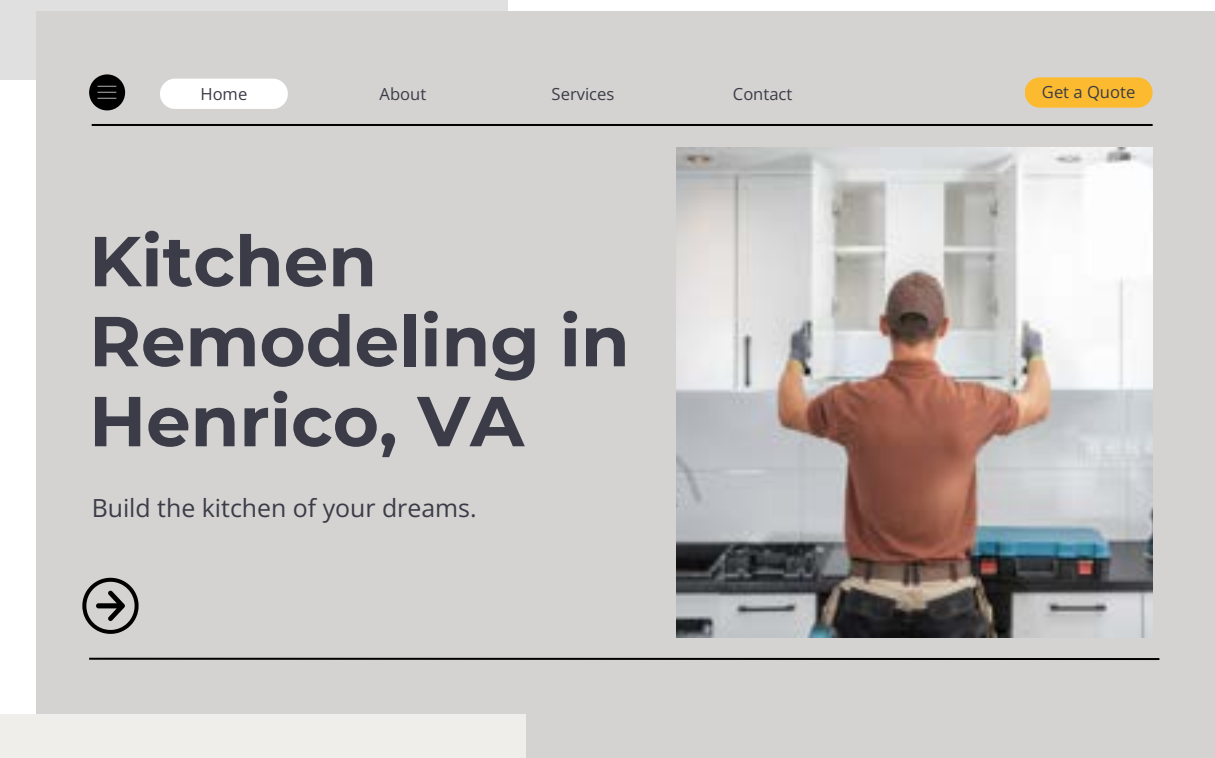 Home
About
Services
Contact
Get a Quote
Kitchen
Remodeling in
Henrico, VA
Build the kitchen of your dreams.